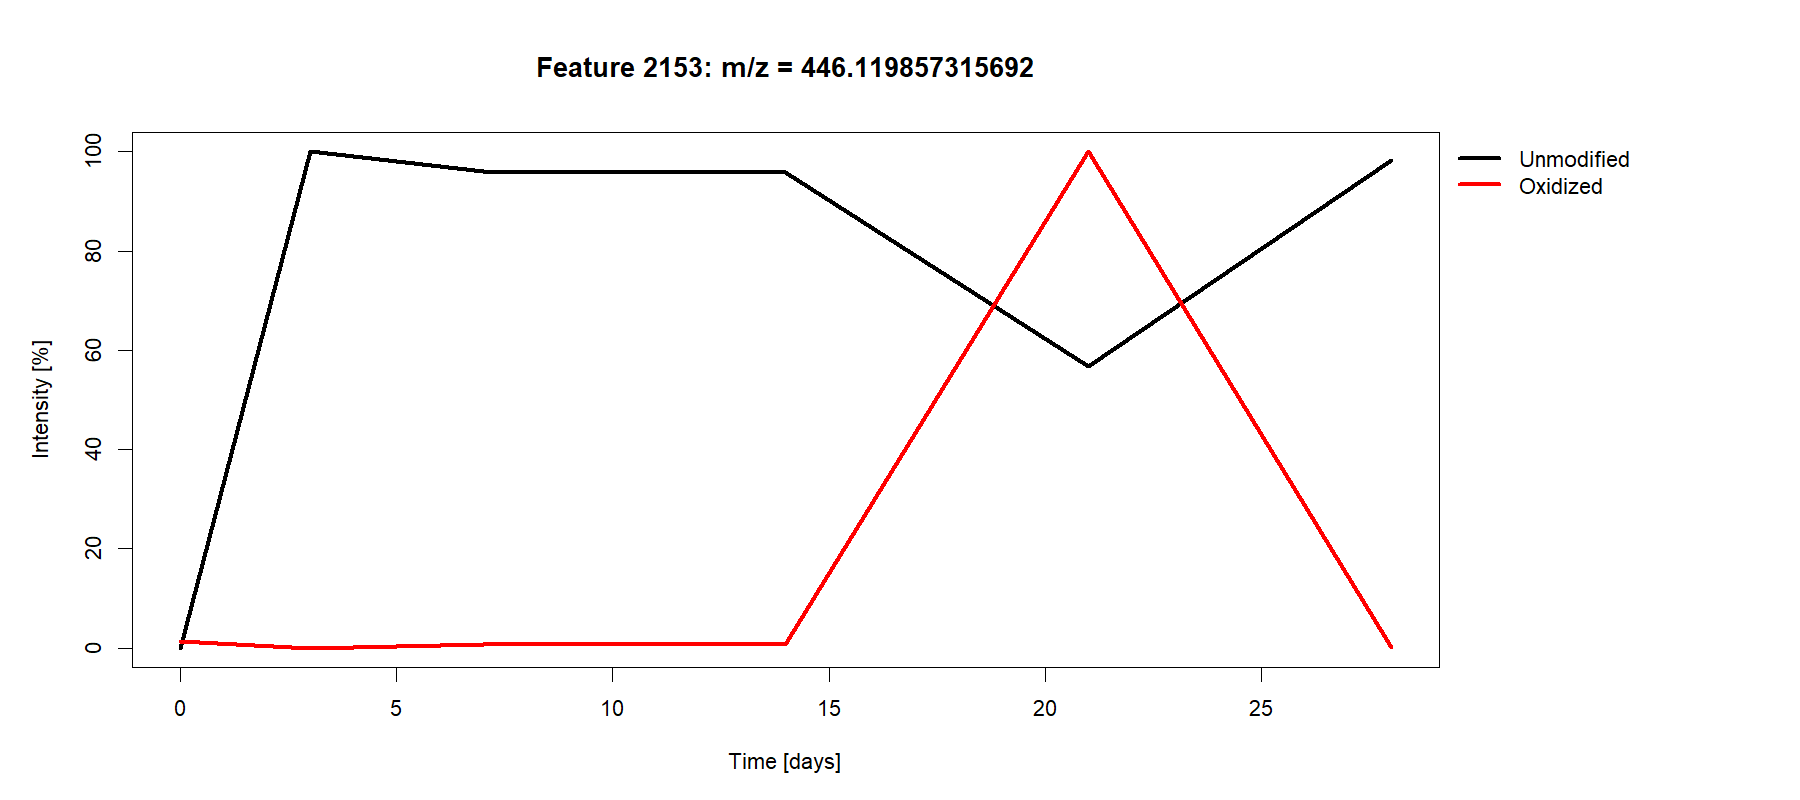 Feature 2153: m/z = 446.119857315692
Unmodified
Oxidized
100
80
60
40
20
0
Intensity [%]
0 5 10 15 20 25
Time [days]